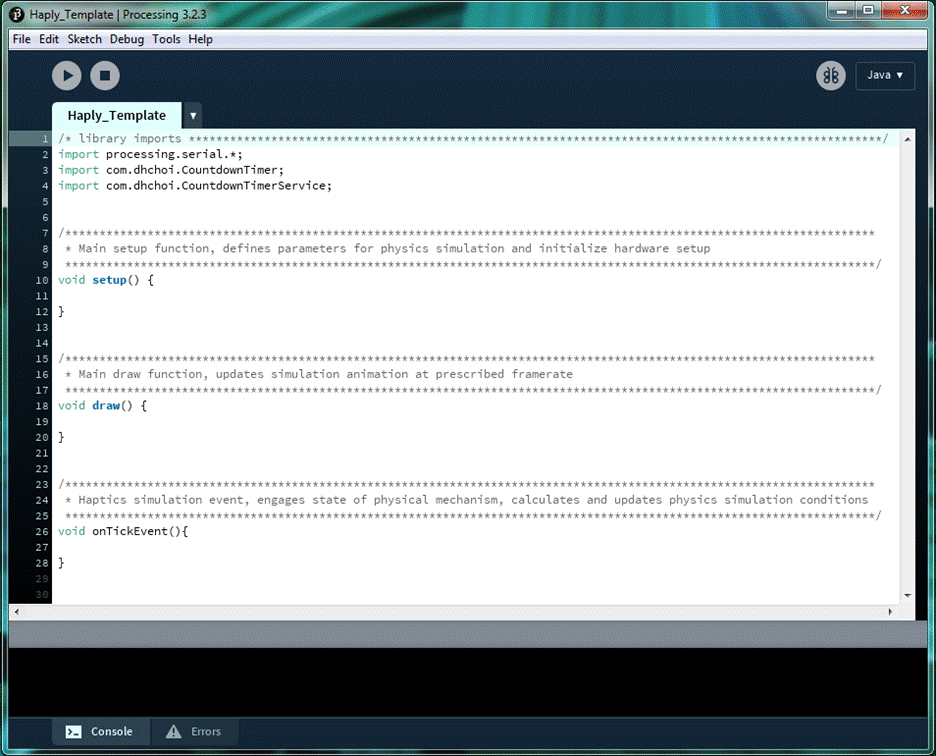 Haply_Template | Processing 3.2.3
File Edit Sketch Debug Tools Help
Java ▼
Haply_Template ▼
1 /* library imports *****************************************************************************************************/
2 import processing.serial.*;
3 import com.dhchoi.CountdownTimer;
4 import com.dhchoi.CountdownTimerService;
5
6
7 /**********************************************************************************************************************
8 * Main setup function, defines parameters for physics simulation and initialize hardware setup
9 **********************************************************************************************************************/
10 void setup() {
11
12 }
13
14
15 /**********************************************************************************************************************
16 * Main draw function, updates simulation animation at prescribed framerate
17 **********************************************************************************************************************/
18 void draw() {
19
20 }
21
22
23 /**********************************************************************************************************************
24 * Haptics simulation event, engages state of physical mechanism, calculates and updates physics simulation conditions
25 **********************************************************************************************************************/
26 void onTickEvent(){
27
28 }
29
30
Console Errors